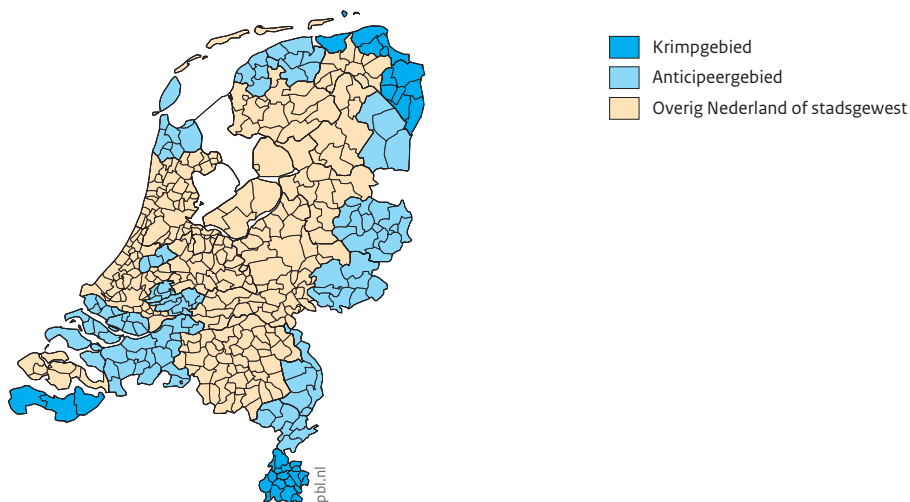 Krimpgebied
Anticipeergebied
Overig Nederland of stadsgewest
pbl.nl